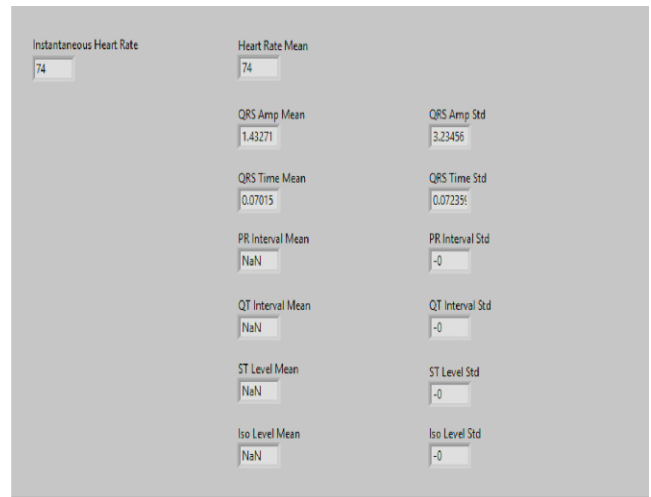 Instantaneous Heart Rate
74
Heart Rate Mean
74
QRS Amp Mean
1.43271
QRS Amp Std
3.23456
QRS Time Mean
0.07015
QRS Time Std
0.072359
PR Interval Mean
NaN
PR Interval Std
-0
QT Interval Mean
NaN
QT Interval Std
-0
ST Level Mean
NaN
ST Level Std
-0
Iso Level Mean
NaN
Iso Level Std
-0